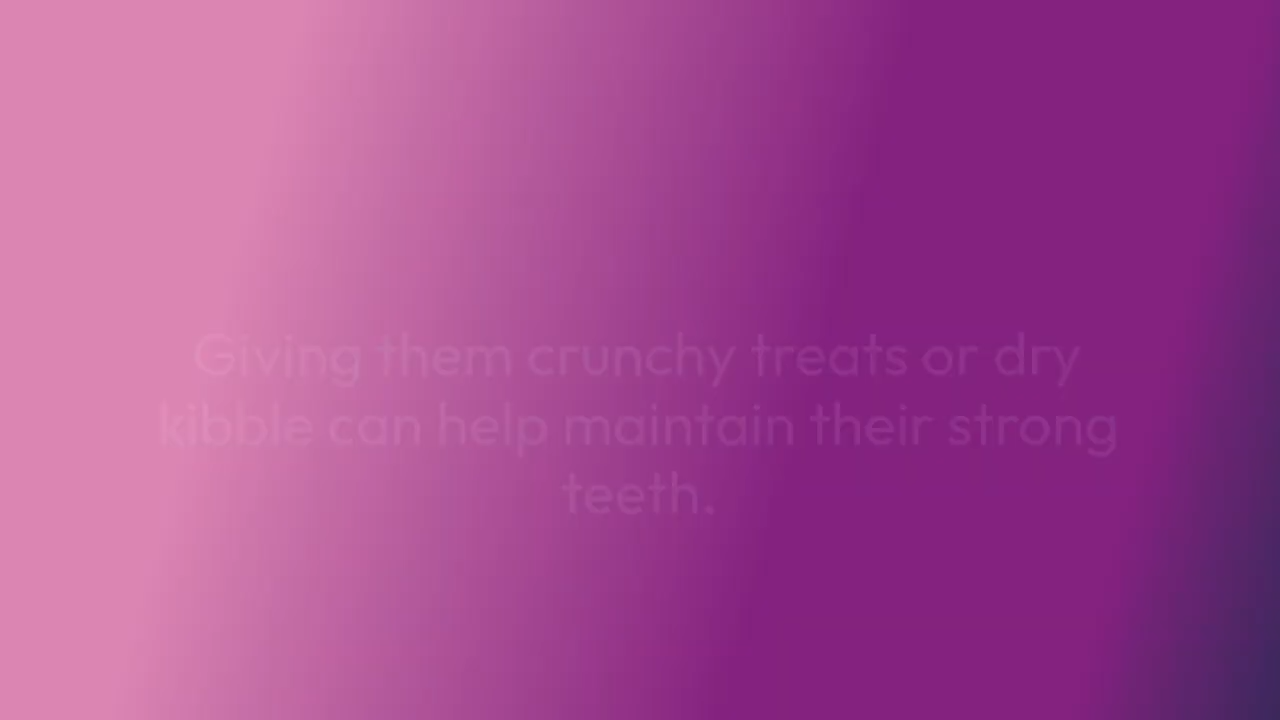 Giving them crunchy treats or dry
kibble can help maintain their strong
teeth.